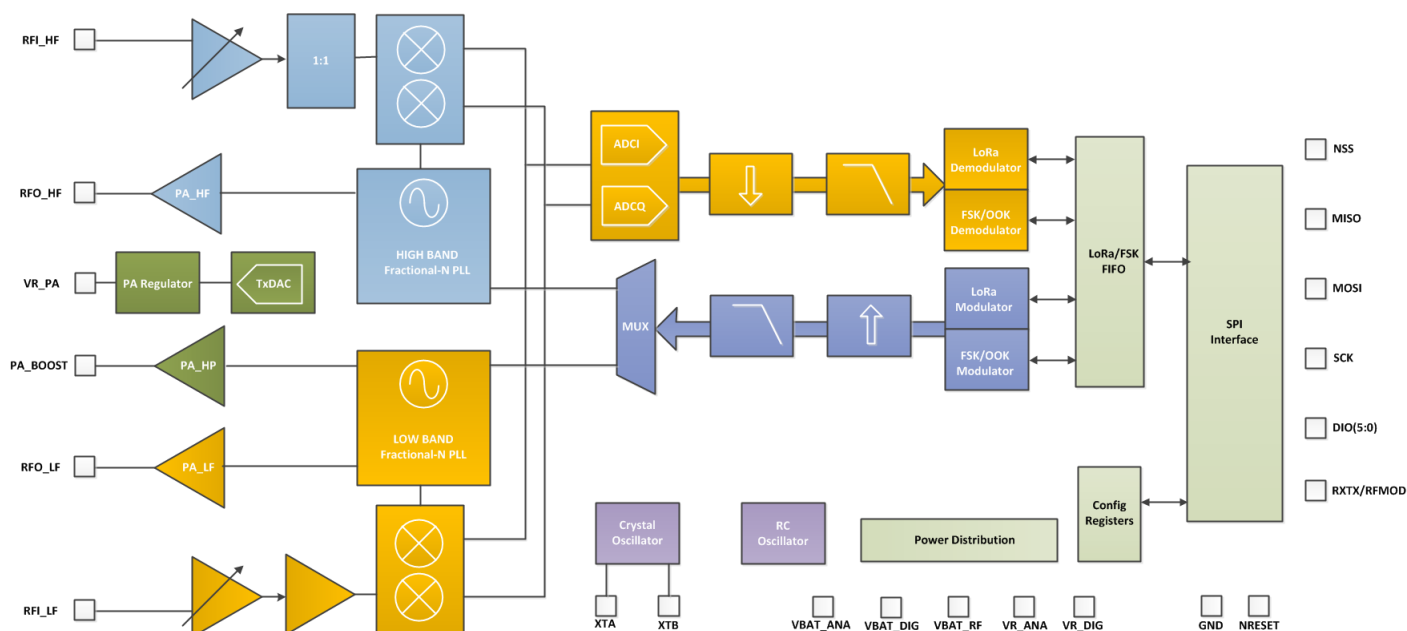 RFI_HF
1:1
ADCI
ADCQ
LoRa
Demodulator
FSK/OOK
Demodulator
NSS
RFO_HF
PA_HF
HIGH BAND
Fractional-N PLL
MISO
LoRa/FSK
FIFO
VR_PA
PA Regulator
TxDAC
MUX
LoRa
Modulator
FSK/OOK
Modulator
MOSI
SPI
Interface
PA_BOOST
PA_HP
SCK
LOW BAND
Fractional-N PLL
DIO(5:0)
RFO_LF
PA_LF
RXTX/RFMOD
Crystal
Oscillator
RC
Oscillator
Power Distribution
Config
Registers
RFI_LF
XTA
XTB
VBAT_ANA
VBAT_DIG
VBAT_RF
VR_ANA
VR_DIG
GND
NRESET